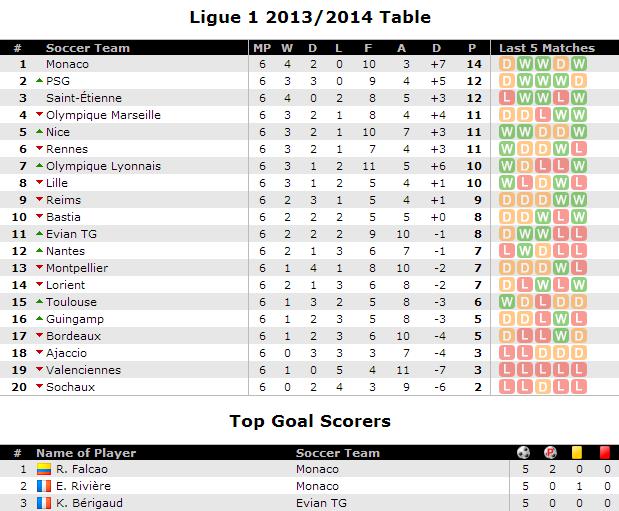 Ligue 1 2013/2014 Table
# Soccer Team MP W D L F A D P Last 5 Matches
1 Monaco 6 4 2 0 10 3 +7 14 D W W D W
2 PSG 6 3 3 0 9 4 +5 12 D W W W D
3 Saint-Étienne 6 4 0 2 8 5 +3 12 L W W L W
4 Olympique Marseille 6 3 2 1 8 4 +4 11 D D L W W
5 Nice 6 3 2 1 10 7 +3 11 W W D D W
6 Rennes 6 3 2 1 7 4 +3 11 W D D W L
7 Olympique Lyonnais 6 3 1 2 11 5 +6 10 W D L L W
8 Lille 6 3 1 2 5 4 +1 10 W L D W L
9 Reims 6 2 3 1 5 4 +1 9 D D D W W
10 Bastia 6 2 2 2 5 5 +0 8 D D W L W
11 Evian TG 6 2 2 2 9 10 -1 8 D W W L L
12 Nantes 6 2 1 3 6 7 -1 7 L W D L L
13 Montpellier 6 1 4 1 8 10 -2 7 D D D W L
14 Lorient 6 2 1 3 6 8 -2 7 D L W L W
15 Toulouse 6 1 3 2 5 8 -3 6 W D L D D
16 Guingamp 6 1 2 3 5 8 -3 5 D D L W L
17 Bordeaux 6 1 2 3 6 10 -4 5 D L L W D
18 Ajaccio 6 0 3 3 3 7 -4 3 L L D D D
19 Valenciennes 6 1 0 5 4 11 -7 3 L L L L L
20 Sochaux 6 0 2 4 3 9 -6 2 L L D L L
Top Goal Scorers
# Name of Player Soccer Team P
1 R. Falcao Monaco 5 2 0 0
2 E. Rivière Monaco 5 0 1 0
3 K. Bérigaud Evian TG 5 0 0 0